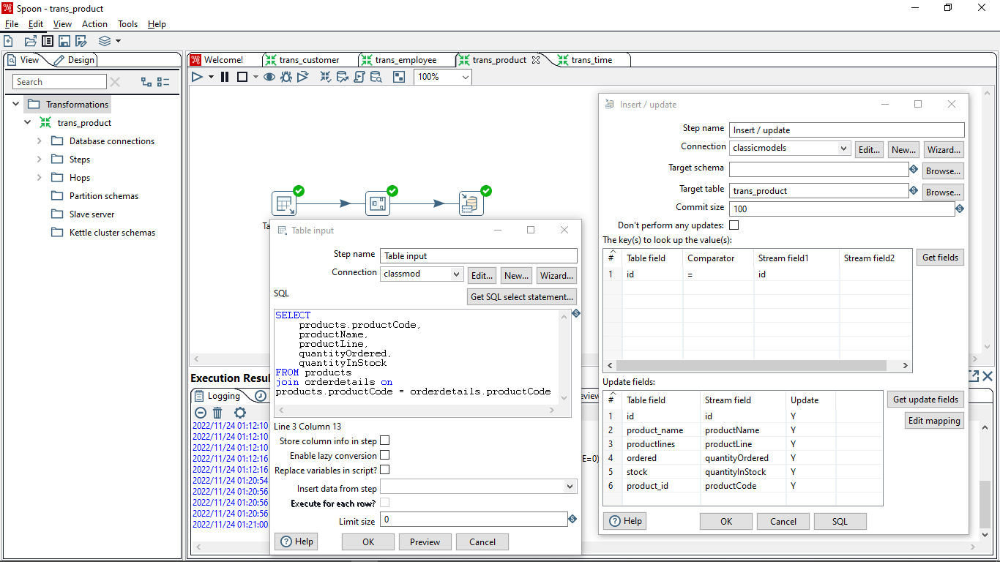 Spoon - trans_product
File Edit View Action Tools Help
View Design
Search
Transformations
trans_product
Database connections
Steps
Hops
Partition schemas
Slave server
Kettle cluster schemas
Welcome! trans_customer trans_employee trans_product trans_time
100%
Ta
Execution Resul
Logging
eview
2022/11/24 01:12:10
2022/11/24 01:12:10
2022/11/24 01:12:10
2022/11/24 01:12:16
2022/11/24 01:12:16
2022/11/24 01:20:54
2022/11/24 01:20:56
2022/11/24 01:20:56
2022/11/24 01:20:56
2022/11/24 01:21:00
E=0)
Table input
Step name Table input
Connection classmod Edit... New... Wizard...
SQL Get SQL select statement...
SELECT
products.productCode,
productName,
productLine,
quantityOrdered,
quantityInStock
FROM products
join orderdetails on
products.productCode = orderdetails.productCode
Line 3 Column 13
Store column info in step
Enable lazy conversion
Replace variables in script?
Insert data from step
Execute for each row?
Limit size 0
Help OK Preview Cancel
Insert / update
Step name Insert / update
Connection classicmodels Edit... New... Wizard...
Target schema Browse...
Target table trans_product Browse...
Commit size 100
Don't perform any updates:
The key(s) to look up the value(s):
# Table field Comparator Stream field1 Stream field2 Get fields
1 id = id
Update fields:
# Table field Stream field Update Get update fields
1 id id Y
Edit mapping
2 product_name productName Y
3 productlines productLine Y
4 ordered quantityOrdered Y
5 stock quantityInStock Y
6 product_id productCode Y
Help OK Cancel SQL